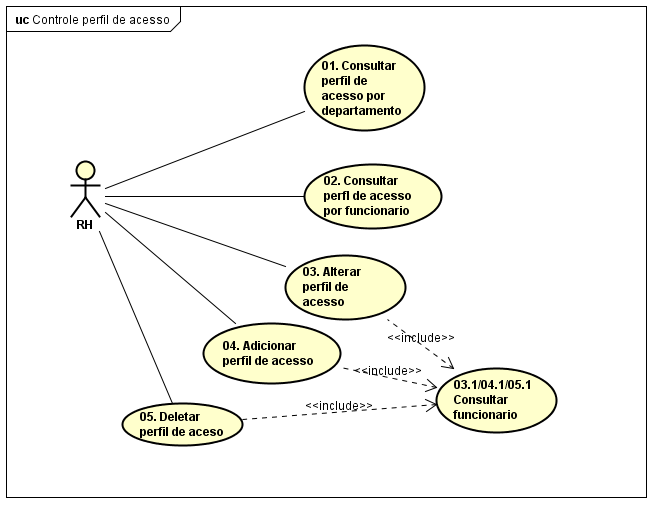 uc Controle perfil de acesso
01. Consultar
perfil de
acesso por
departamento
02. Consultar
perfl de acesso
por funcionario
RH
03. Alterar
perfil de
acesso
04. Adicionar
perfil de acesso
<<include>>
<<include>>
03.1/04.1/05.1
Consultar
funcionario
05. Deletar
perfil de aceso
<<include>>